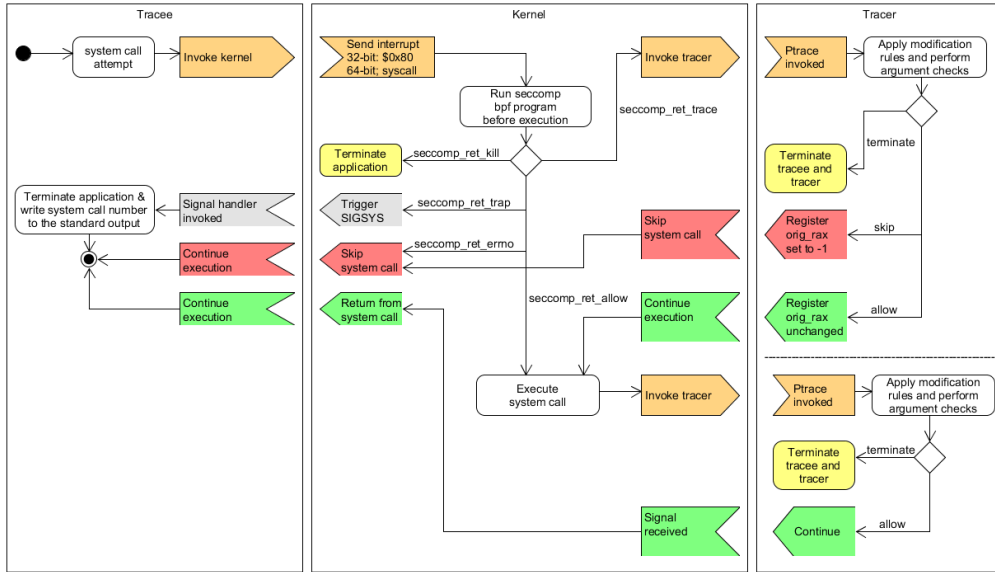 Tracee
system call
attempt
Invoke kernel
Terminate application &
write system call number
to the standard output
Signal handler
invoked
Continue
execution
Continue
execution
Kernel
Send interrupt
32-bit: $0x80
64-bit; syscall
Invoke tracer
Run seccomp
bpf program
before execution
seccomp_ret_trace
seccomp_ret_kill
Terminate
application
seccomp_ret_trap
Trigger
SIGSYS
Skip
system call
seccomp_ret_errno
Skip
system call
seccomp_ret_allow
Return from
system call
Continue
execution
Execute
system call
Invoke tracer
Signal
received
Tracer
Ptrace
invoked
Apply modification
rules and perform
argument checks
terminate
Terminate
tracee and
tracer
Register
orig_rax
set to -1
skip
Register
orig_rax
unchanged
allow
Ptrace
invoked
Apply modification
rules and perform
argument checks
terminate
Terminate
tracee and
tracer
Continue
allow